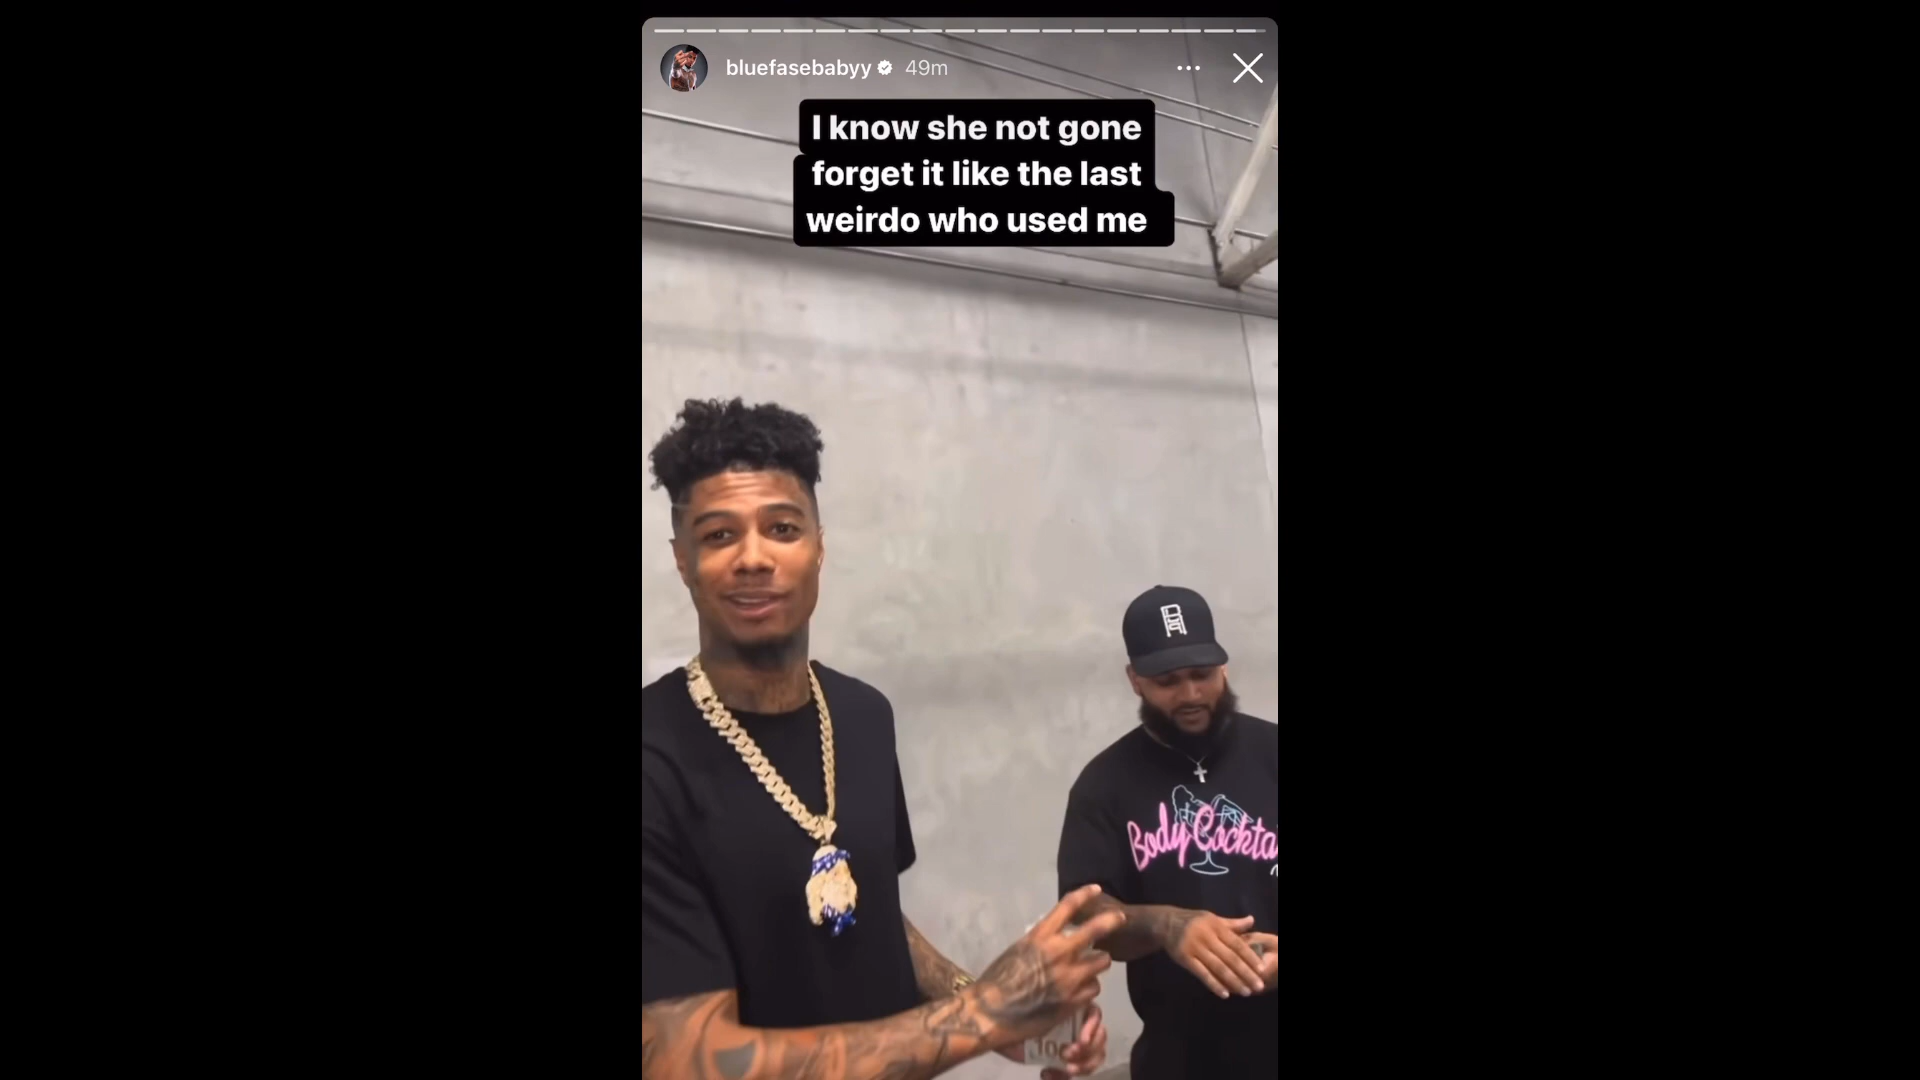 bluefasebabyy 49m
I know she not gone
forget it like the last
weirdo who used me
Body Cockta